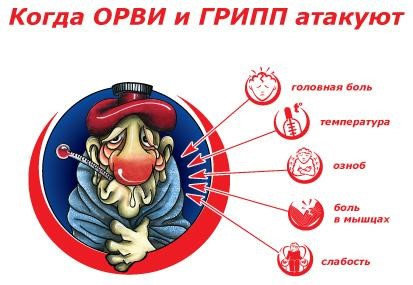 Когда ОРВИ и ГРИПП атакуют
головная боль
t°
температура
озноб
боль
в мышцах
слабость